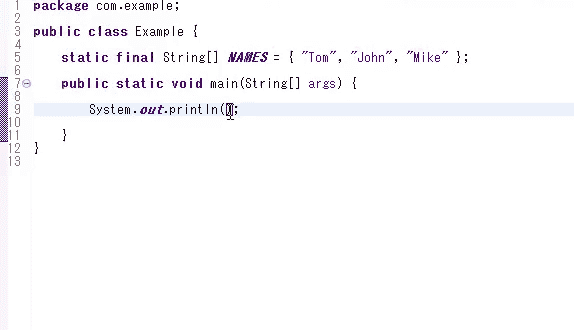 1 package com.example;
2
3 public class Example {
4
5 static final String[] NAMES = { "Tom", "John", "Mike" };
6
7 public static void main(String[] args) {
8
9 System.out.println();
10
11 }
12 }
13